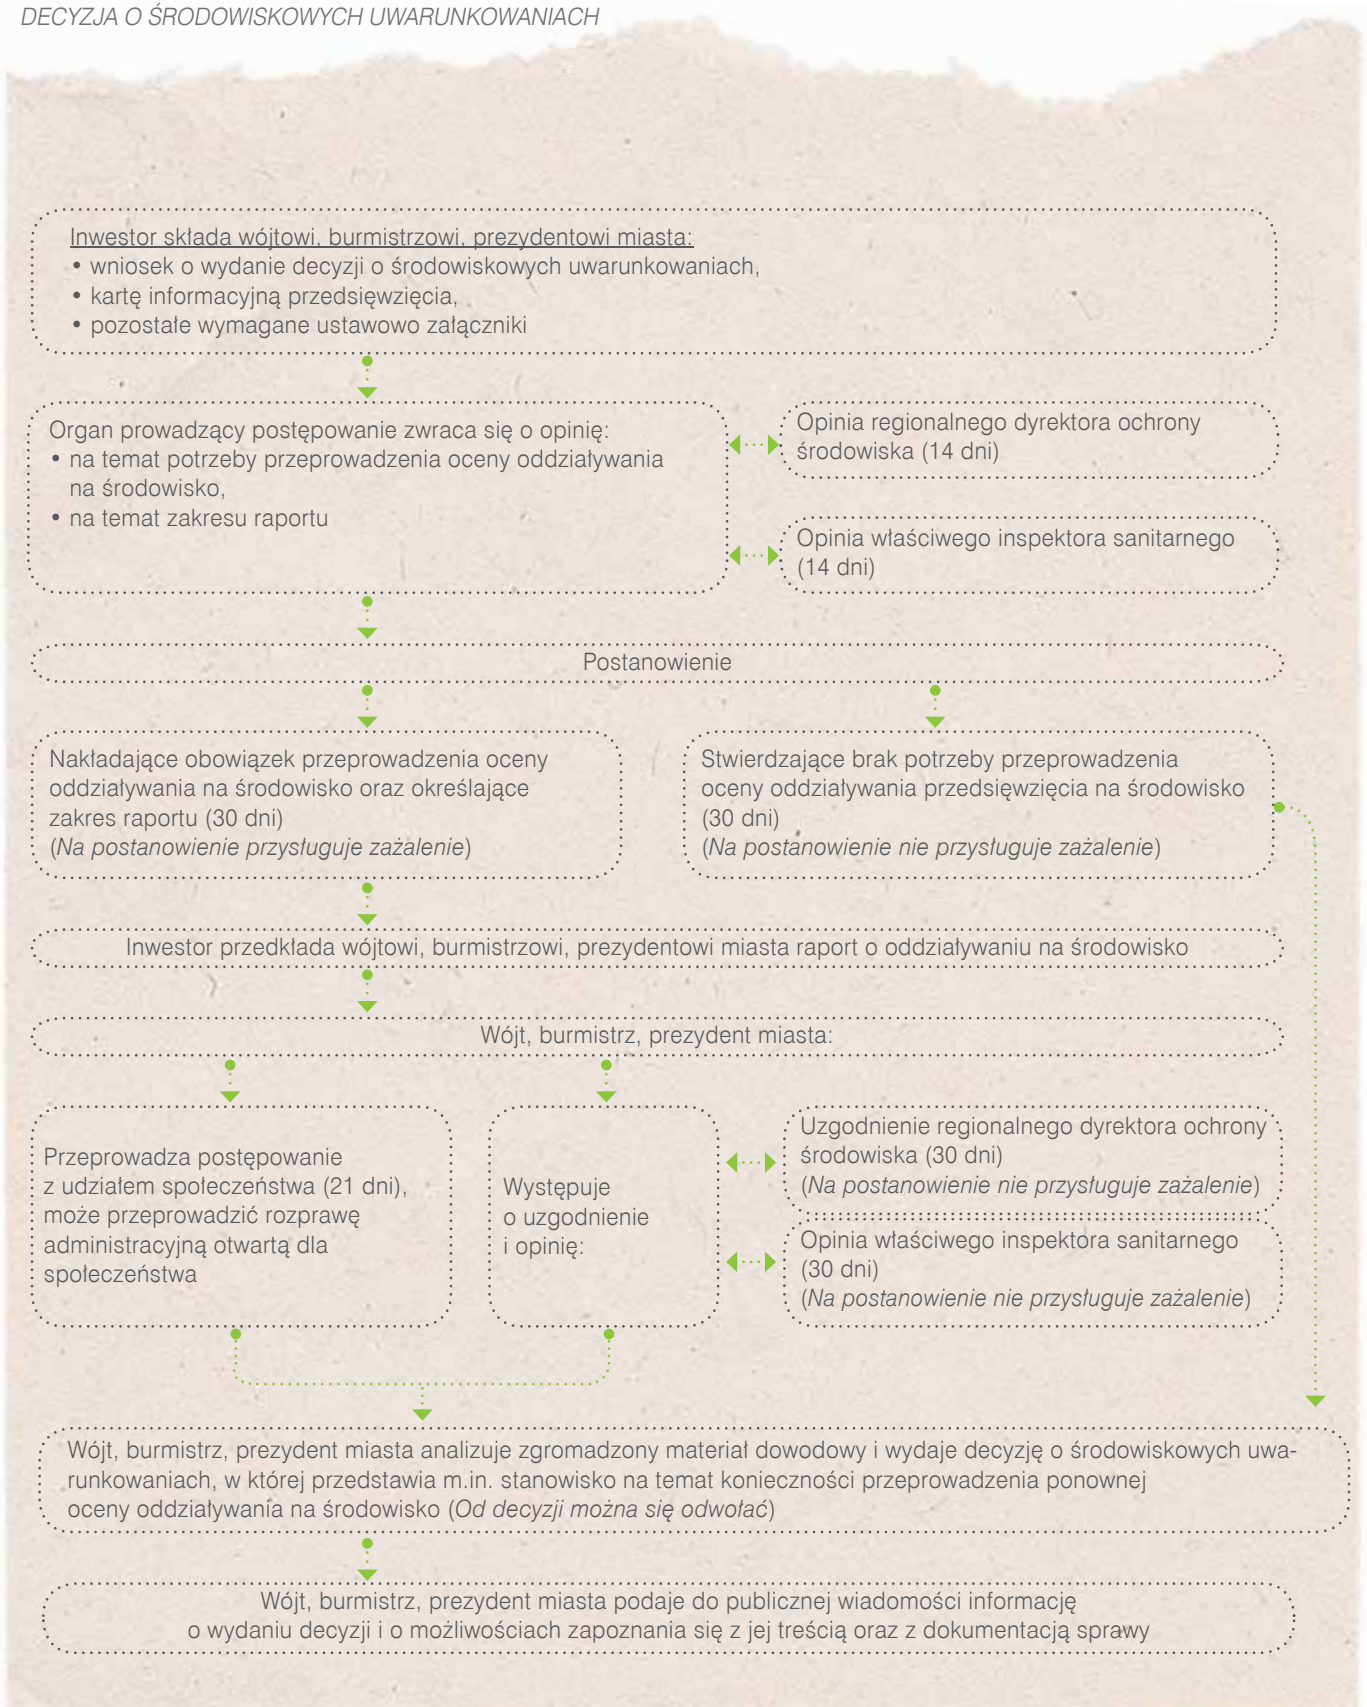 DECYZJA O ŚRODOWISKOWYCH UWARUNKOWANIACH
Inwestor składa wójtowi, burmistrzowi, prezydentowi miasta:
• wniosek o wydanie decyzji o środowiskowych uwarunkowaniach,
• kartę informacyjną przedsięwzięcia,
• pozostałe wymagane ustawowo załączniki
Organ prowadzący postępowanie zwraca się o opinię:
• na temat potrzeby przeprowadzenia oceny oddziaływania
na środowisko,
• na temat zakresu raportu
Opinia regionalnego dyrektora ochrony
środowiska (14 dni)
Opinia właściwego inspektora sanitarnego
(14 dni)
Postanowienie
Nakładające obowiązek przeprowadzenia oceny
oddziaływania na środowisko oraz określające
zakres raportu (30 dni)
(Na postanowienie przysługuje zażalenie)
Stwierdzające brak potrzeby przeprowadzenia
oceny oddziaływania przedsięwzięcia na środowisko
(30 dni)
(Na postanowienie nie przysługuje zażalenie)
Inwestor przedkłada wójtowi, burmistrzowi, prezydentowi miasta raport o oddziaływaniu na środowisko
Wójt, burmistrz, prezydent miasta:
Przeprowadza postępowanie
z udziałem społeczeństwa (21 dni),
może przeprowadzić rozprawę
administracyjną otwartą dla
społeczeństwa
Występuje
o uzgodnienie
i opinię:
Uzgodnienie regionalnego dyrektora ochrony
środowiska (30 dni)
(Na postanowienie nie przysługuje zażalenie)
Opinia właściwego inspektora sanitarnego
(30 dni)
(Na postanowienie nie przysługuje zażalenie)
Wójt, burmistrz, prezydent miasta analizuje zgromadzony materiał dowodowy i wydaje decyzję o środowiskowych uwa-
runkowaniach, w której przedstawia m.in. stanowisko na temat konieczności przeprowadzenia ponownej
oceny oddziaływania na środowisko (Od decyzji można się odwołać)
Wójt, burmistrz, prezydent miasta podaje do publicznej wiadomości informację
o wydaniu decyzji i o możliwościach zapoznania się z jej treścią oraz z dokumentacją sprawy